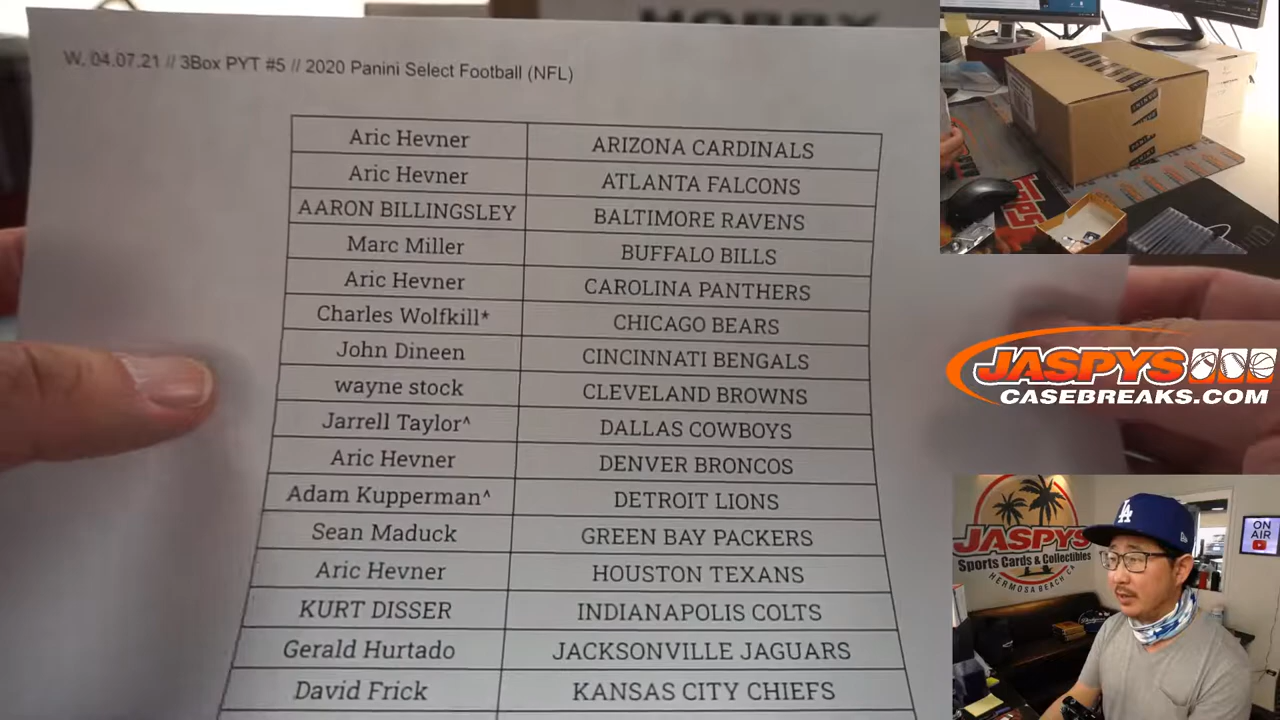 W. 04.07.21 // 3Box PYT #5 // 2020 Panini Select Football (NFL)
Aric Hevner ARIZONA CARDINALS
Aric Hevner ATLANTA FALCONS
AARON BILLINGSLEY BALTIMORE RAVENS
Marc Miller BUFFALO BILLS
Aric Hevner CAROLINA PANTHERS
Charles Wolfkill* CHICAGO BEARS
John Dineen CINCINNATI BENGALS
wayne stock CLEVELAND BROWNS
Jarrell Taylor^ DALLAS COWBOYS
Aric Hevner DENVER BRONCOS
Adam Kupperman^ DETROIT LIONS
Sean Maduck GREEN BAY PACKERS
Aric Hevner HOUSTON TEXANS
KURT DISSER INDIANAPOLIS COLTS
Gerald Hurtado JACKSONVILLE JAGUARS
David Frick KANSAS CITY CHIEFS
JASPYS
CASEBREAKS.COM
JASPYS
Sports Cards & Collectibles
HERMOSA BEACH CA
LA
ON
AIR